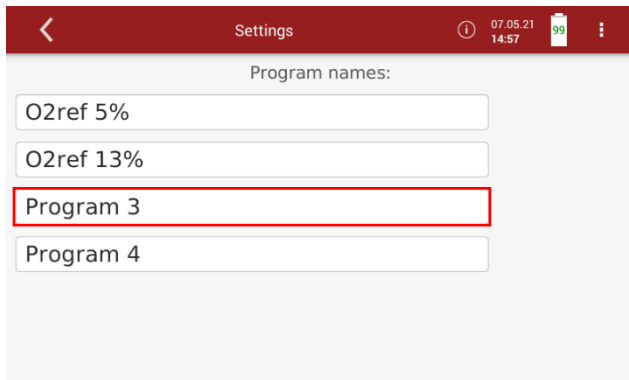 Settings
07.05.21
14:57
99
Program names:
O2ref 5%
O2ref 13%
Program 3
Program 4